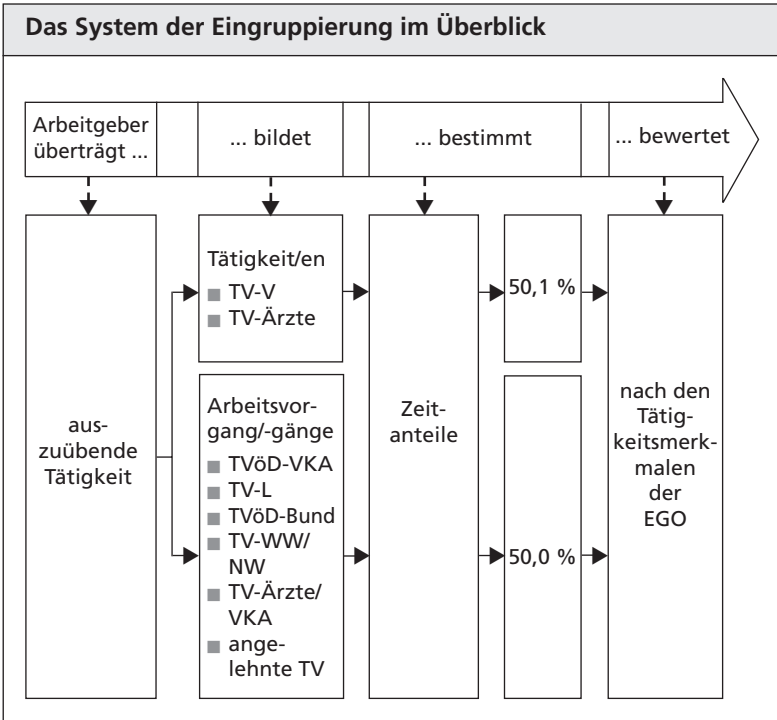 Das System der Eingruppierung im Überblick
Arbeitgeber
überträgt ...
... bildet
... bestimmt
... bewertet
aus-
zuübende
Tätigkeit
Tätigkeit/en
■ TV-V
■ TV-Ärzte
Arbeitsvor-
gang/-gänge
■ TVöD-VKA
■ TV-L
■ TVöD-Bund
■ TV-WW/
NW
■ TV-Ärzte/
VKA
■ ange-
lehnte TV
Zeit-
anteile
50,1 %
50,0 %
nach den
Tätig-
keitsmerk-
malen
der
EGO